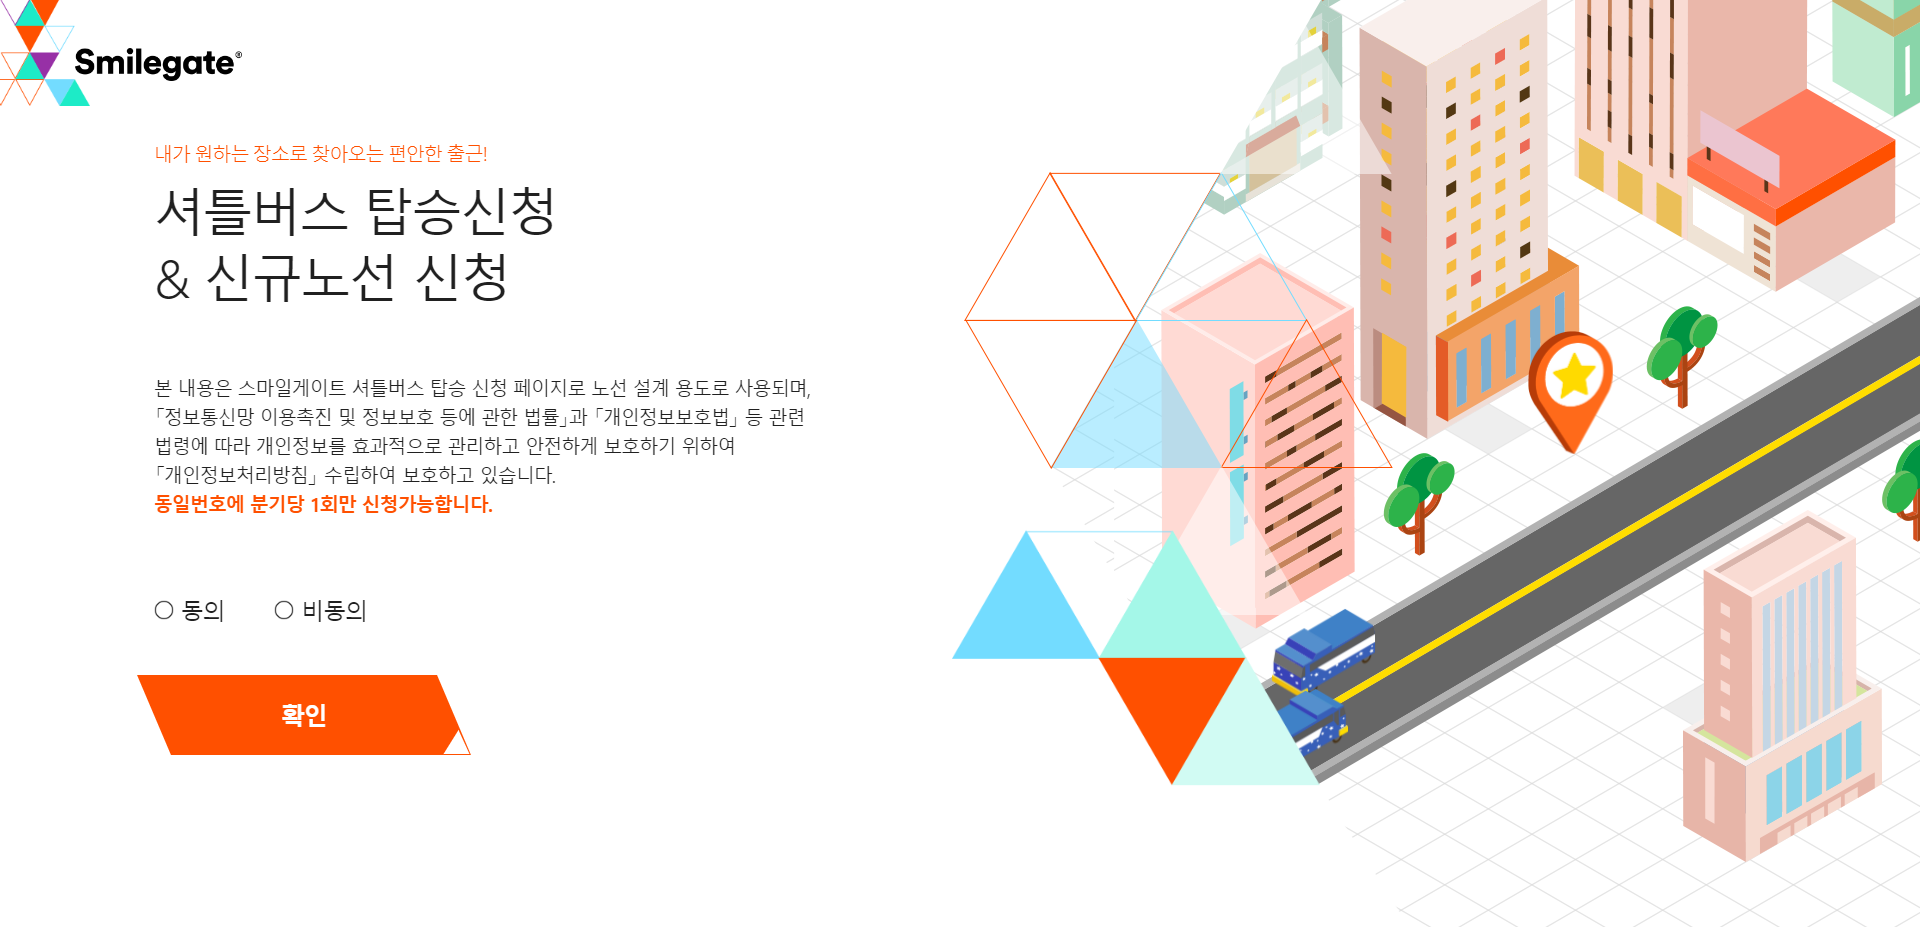 Smilegate®
내가 원하는 장소로 찾아오는 편안한 출근!
셔틀버스 탑승신청
& 신규노선 신청
본 내용은 스마일게이트 셔틀버스 탑승 신청 페이지로 노선 설계 용도로 사용되며,
「정보통신망 이용촉진 및 정보보호 등에 관한 법률」과 「개인정보보호법」 등 관련
법령에 따라 개인정보를 효과적으로 관리하고 안전하게 보호하기 위하여
「개인정보처리방침」 수립하여 보호하고 있습니다.
동일번호에 분기당 1회만 신청가능합니다.
동의 비동의
확인